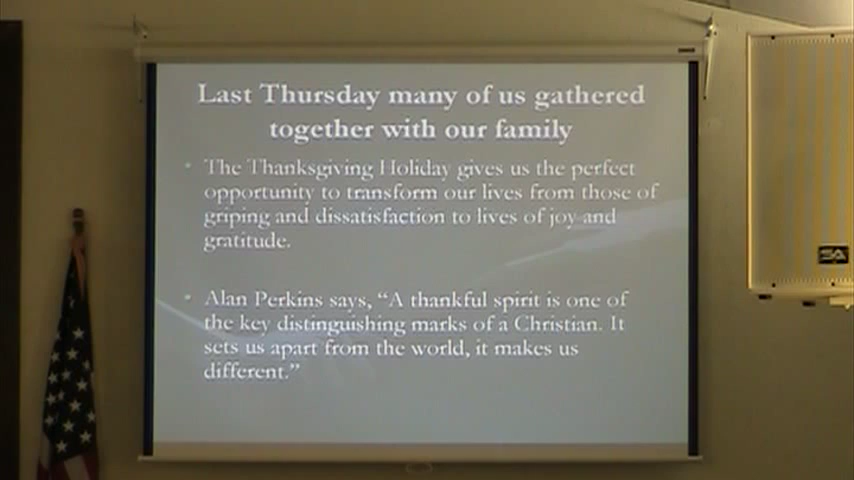 Last Thursday many of us gathered
together with our family
• The Thanksgiving Holiday gives us the perfect
opportunity to transform our lives from those of
griping and dissatisfaction to lives of joy and
gratitude.
• Alan Perkins says, “A thankful spirit is one of
the key distinguishing marks of a Christian. It
sets us apart from the world, it makes us
different.”
SA